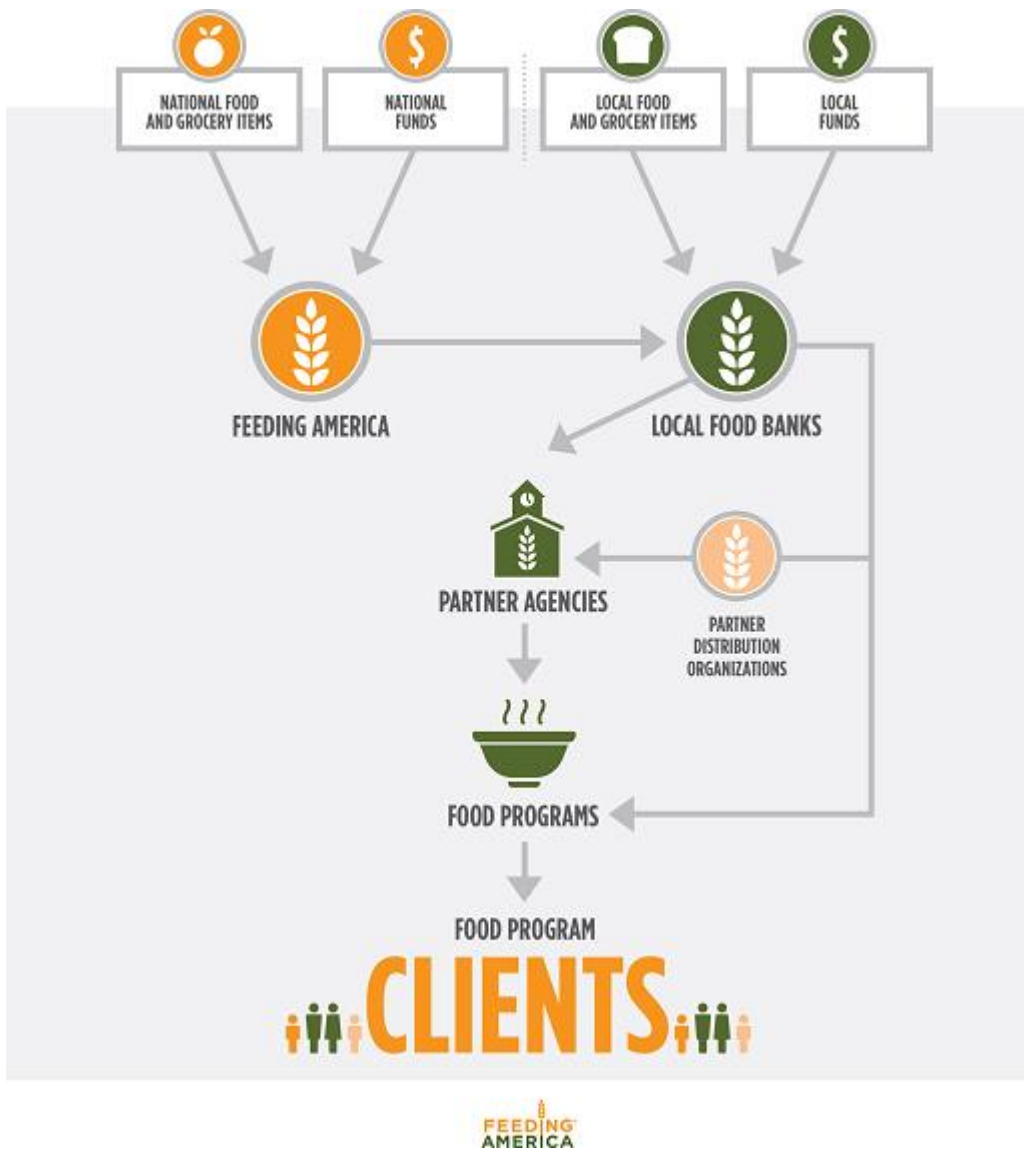 $
$
NATIONAL FOOD
AND GROCERY ITEMS
NATIONAL
FUNDS
LOCAL FOOD
AND GROCERY ITEMS
LOCAL
FUNDS
FEEDING AMERICA
LOCAL FOOD BANKS
PARTNER AGENCIES
PARTNER
DISTRIBUTION
ORGANIZATIONS
FOOD PROGRAMS
FOOD PROGRAM
CLIENTS
FEEDING
AMERICA